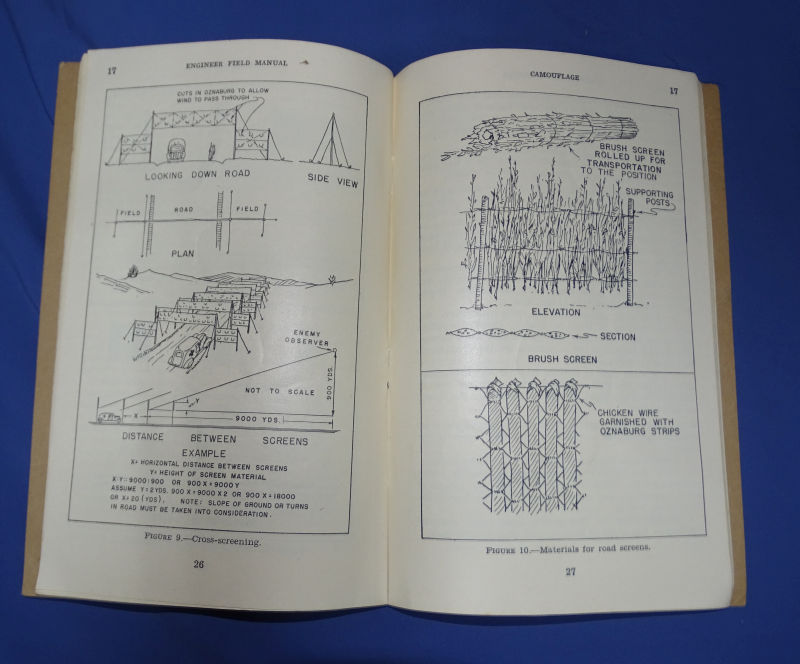 17
ENGINEER FIELD MANUAL
CUTS IN OZNABURG TO ALLOW
WIND TO PASS THROUGH
LOOKING DOWN ROAD
SIDE VIEW
FIELD
ROAD
FIELD
PLAN
ENEMY
OBSERVER
900 YDS.
NOT TO SCALE
Y
X
9000 YDS.
DISTANCE BETWEEN SCREENS
EXAMPLE
X= HORIZONTAL DISTANCE BETWEEN SCREENS
Y= HEIGHT OF SCREEN MATERIAL
X:Y=9000:900 OR 900 X=9000 Y
ASSUME Y=2 YDS. 900 X=9000 X 2 OR 900 X=18000
OR X=20 (YDS). NOTE: SLOPE OF GROUND OR TURNS
IN ROAD MUST BE TAKEN INTO CONSIDERATION.
FIGURE 9.—Cross-screening.
26
CAMOUFLAGE
17
BRUSH SCREEN
ROLLED UP FOR
TRANSPORTATION
TO THE POSITION
SUPPORTING
POSTS
ELEVATION
SECTION
BRUSH SCREEN
CHICKEN WIRE
GARNISHED WITH
OZNABURG STRIPS
FIGURE 10.—Materials for road screens.
27